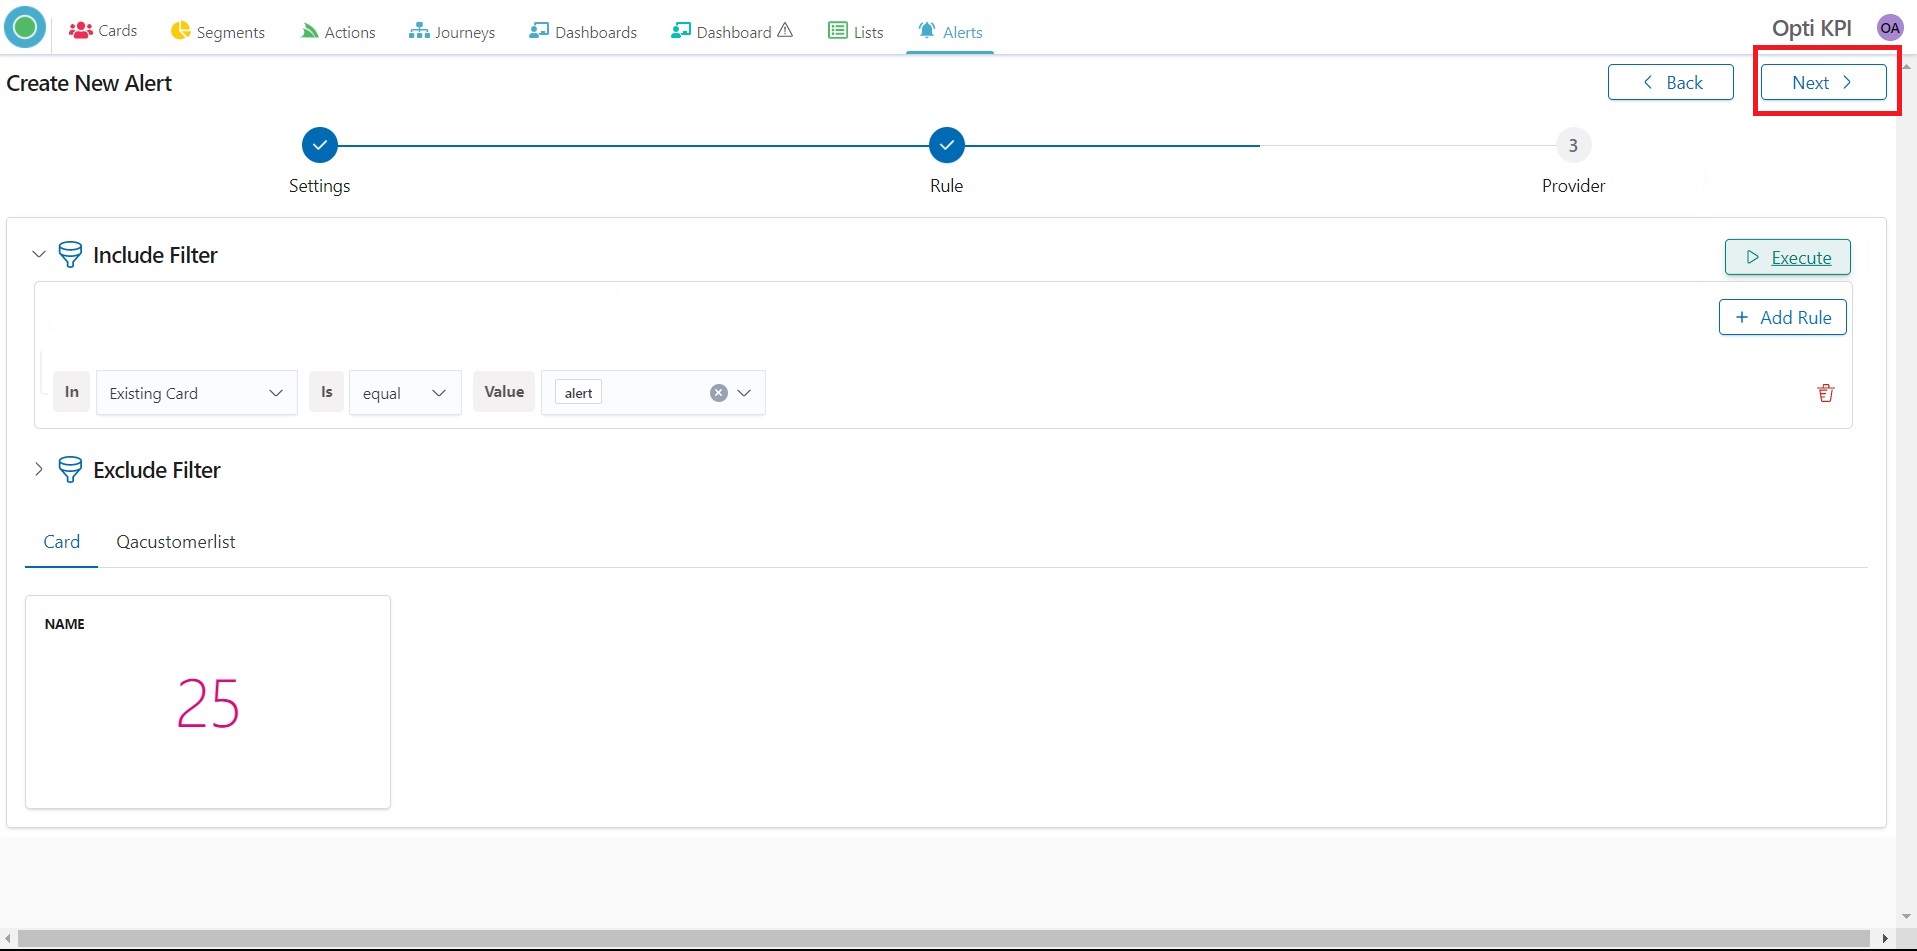 Cards Segments Actions Journeys Dashboards Dashboard Lists Alerts Opti KPI OA
Create New Alert Back Next
3
Settings Rule Provider
Include Filter Execute
Add Rule
In Existing Card Is equal Value alert
Exclude Filter
Card Qacustomerlist
NAME
25